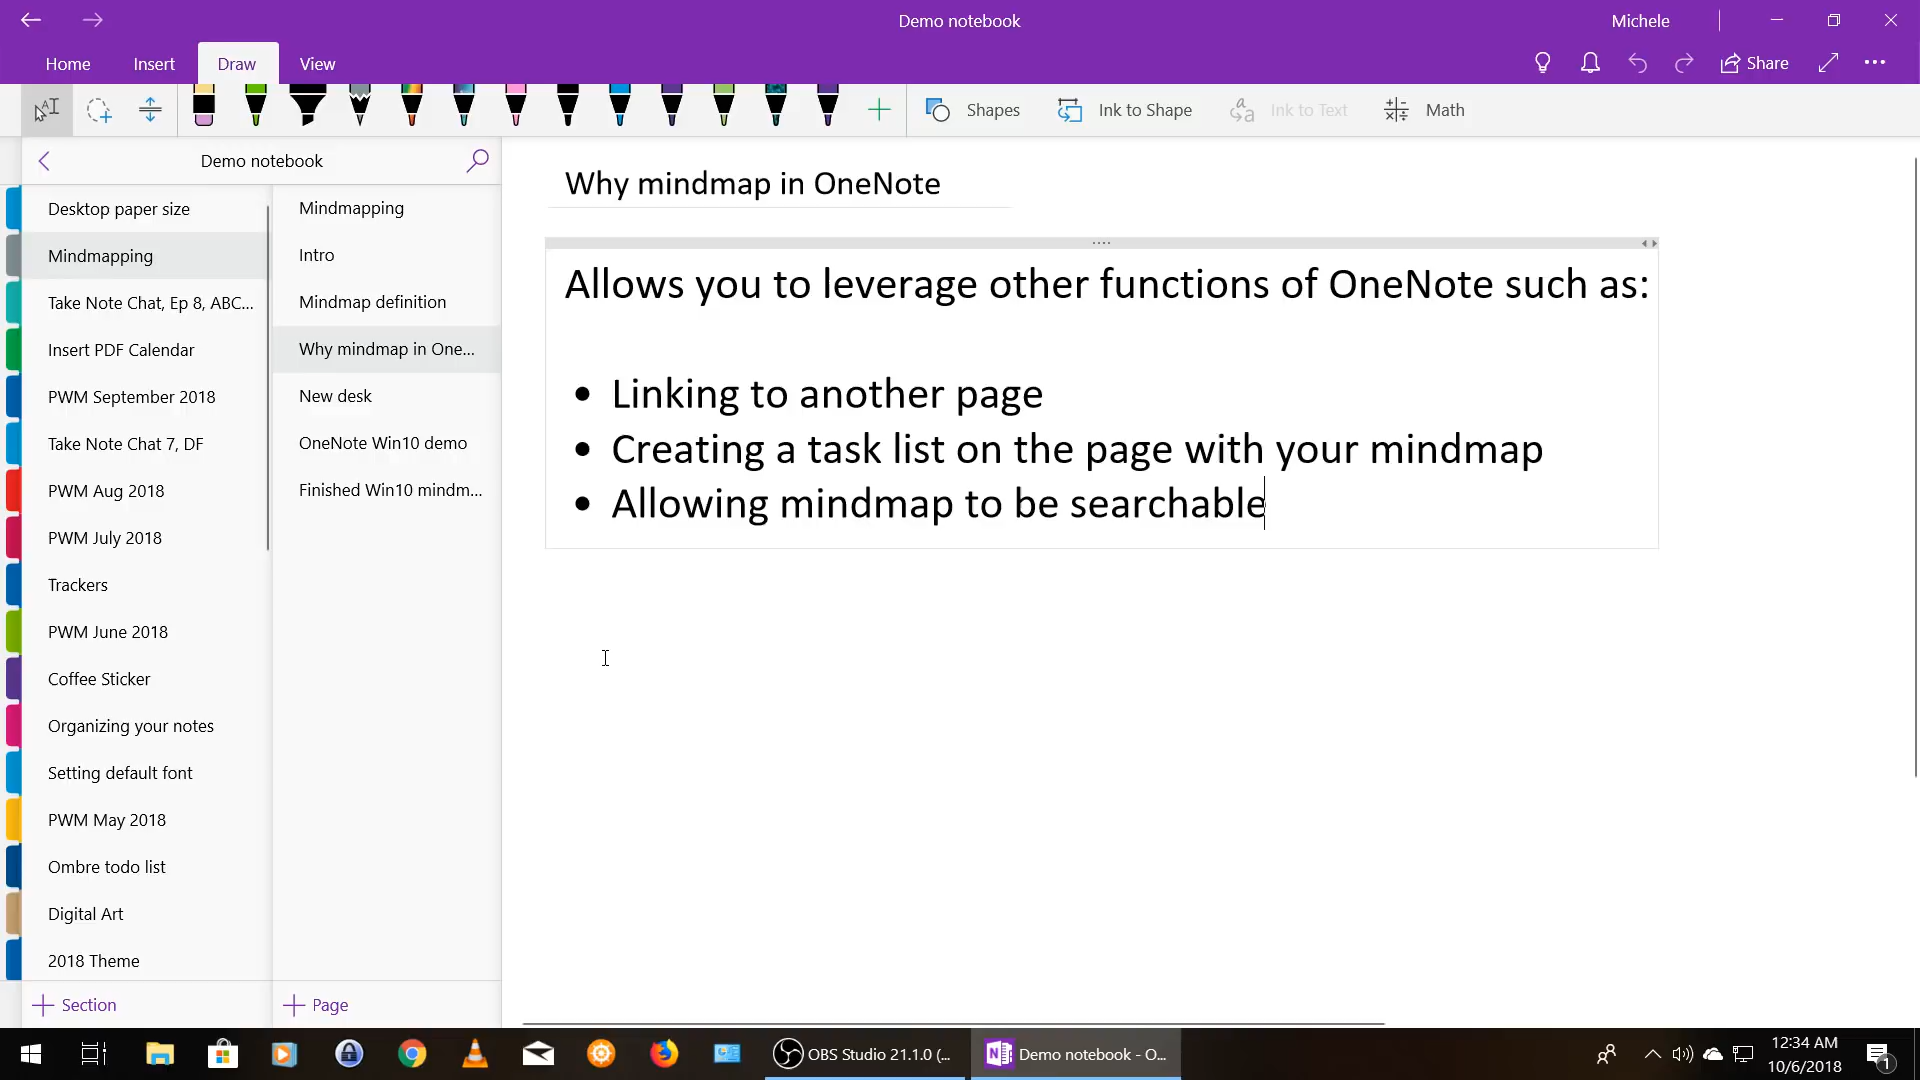 Demo notebook
Michele
Home
Insert
Draw
View
Share
Shapes
Ink to Shape
Ink to Text
Math
Demo notebook
Desktop paper size
Mindmapping
Take Note Chat, Ep 8, ABC...
Insert PDF Calendar
PWM September 2018
Take Note Chat 7, DF
PWM Aug 2018
PWM July 2018
Trackers
PWM June 2018
Coffee Sticker
Organizing your notes
Setting default font
PWM May 2018
Ombre todo list
Digital Art
2018 Theme
Section
Mindmapping
Intro
Mindmap definition
Why mindmap in One...
New desk
OneNote Win10 demo
Finished Win10 mindm...
Page
Why mindmap in OneNote
Allows you to leverage other functions of OneNote such as:
• Linking to another page
• Creating a task list on the page with your mindmap
• Allowing mindmap to be searchable
OBS Studio 21.1.0 (...
Demo notebook - O...
12:34 AM
10/6/2018
1